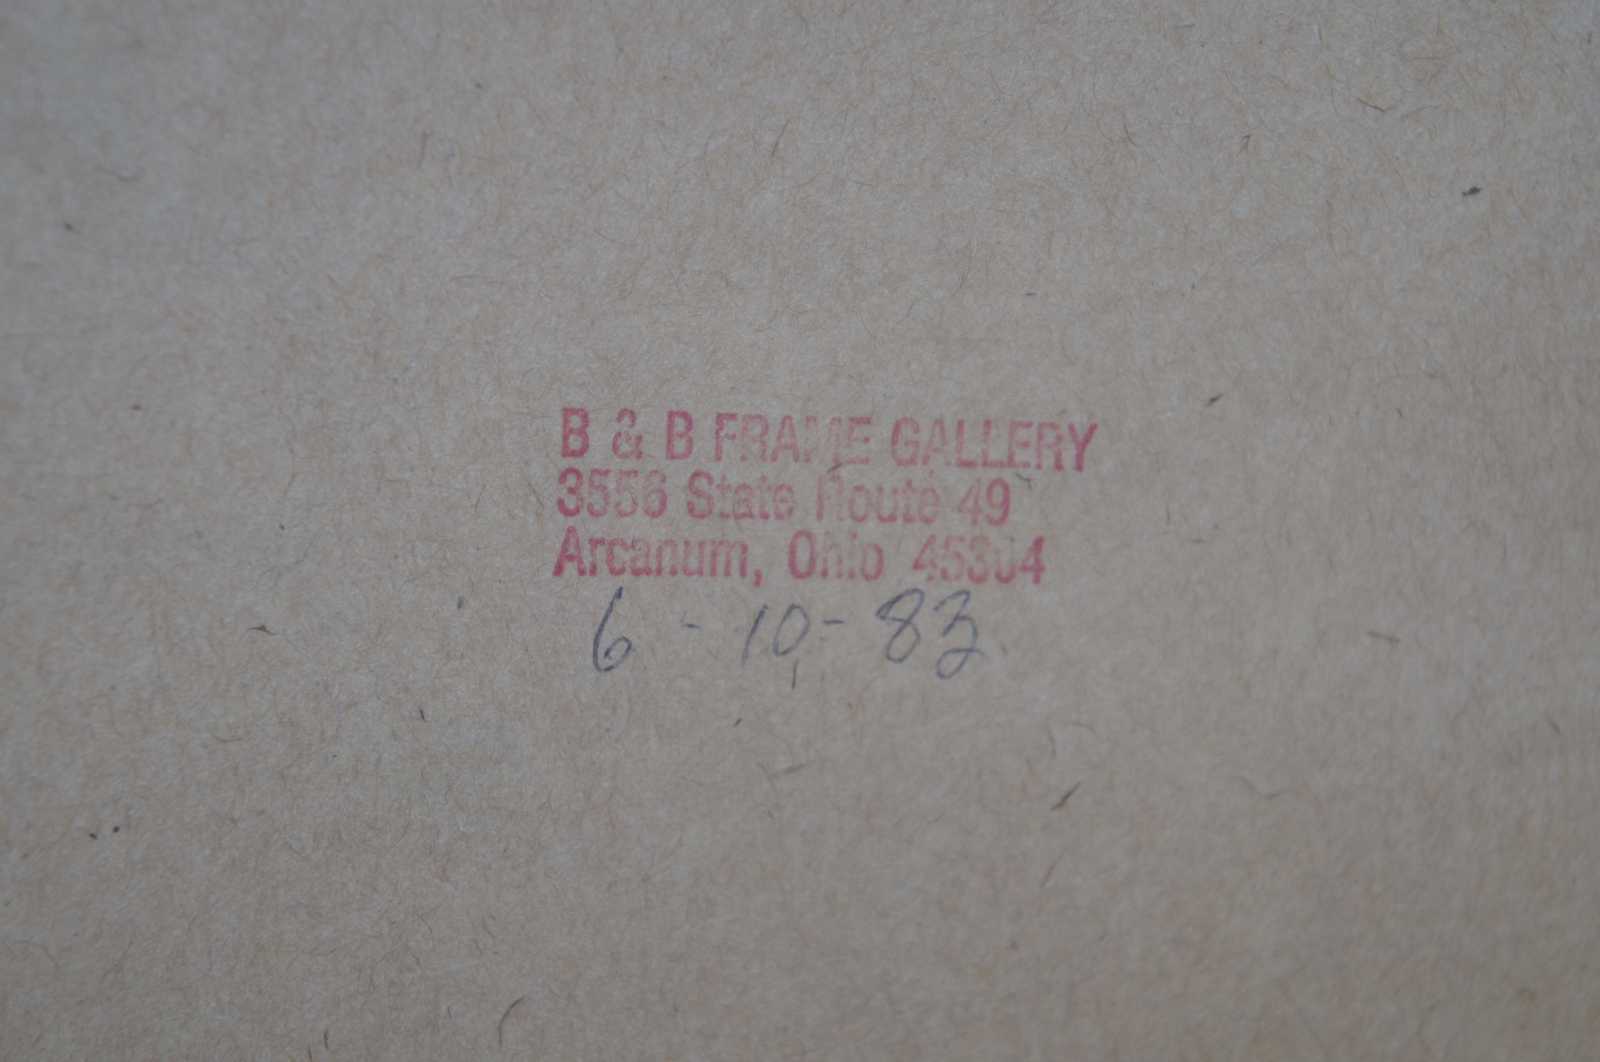 B & B FRAME GALLERY
3556 State Route 49
Arcanum, Ohio 45304
6-10-83